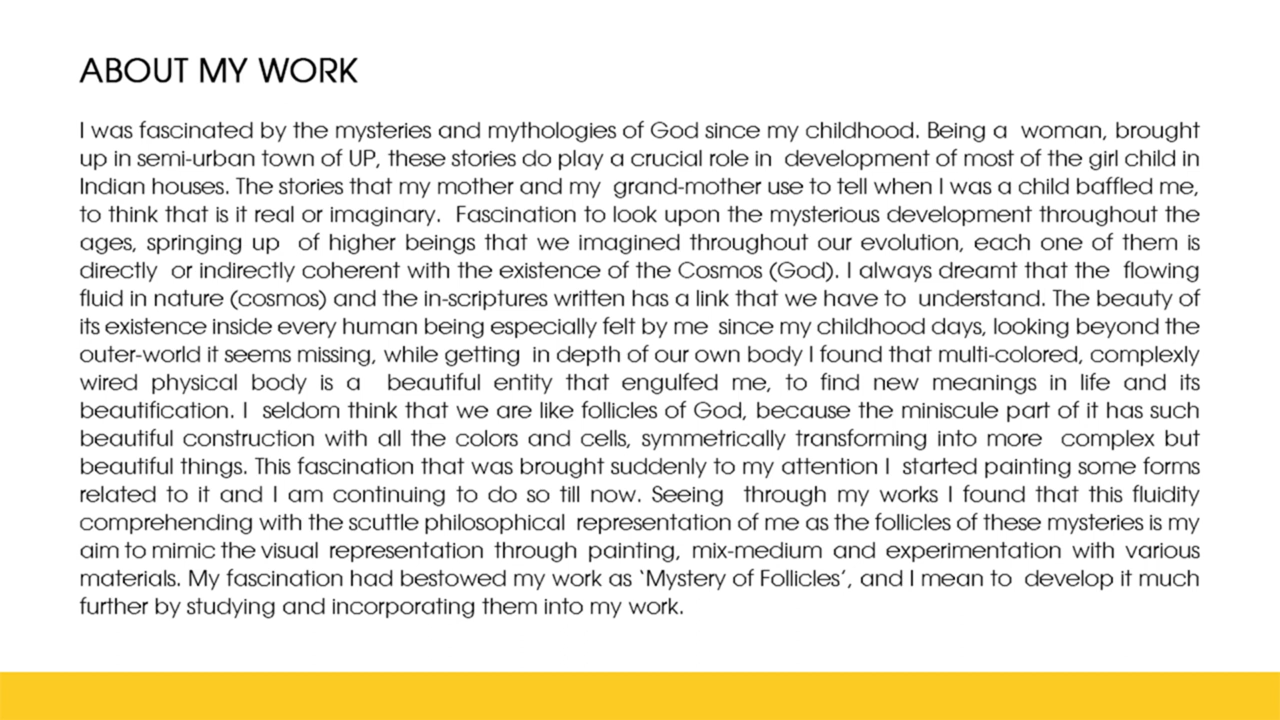 ABOUT MY WORK
I was fascinated by the mysteries and mythologies of God since my childhood. Being a woman, brought
up in semi-urban town of UP, these stories do play a crucial role in development of most of the girl child in
Indian houses. The stories that my mother and my grand-mother use to tell when I was a child baffled me,
to think that is it real or imaginary. Fascination to look upon the mysterious development throughout the
ages, springing up of higher beings that we imagined throughout our evolution, each one of them is
directly or indirectly coherent with the existence of the Cosmos (God). I always dreamt that the flowing
fluid in nature (cosmos) and the in-scriptures written has a link that we have to understand. The beauty of
its existence inside every human being especially felt by me since my childhood days, looking beyond the
outer-world it seems missing, while getting in depth of our own body I found that multi-colored, complexly
wired physical body is a beautiful entity that engulfed me, to find new meanings in life and its
beautification. I seldom think that we are like follicles of God, because the miniscule part of it has such
beautiful construction with all the colors and cells, symmetrically transforming into more complex but
beautiful things. This fascination that was brought suddenly to my attention I started painting some forms
related to it and I am continuing to do so till now. Seeing through my works I found that this fluidity
comprehending with the scuttle philosophical representation of me as the follicles of these mysteries is my
aim to mimic the visual representation through painting, mix-medium and experimentation with various
materials. My fascination had bestowed my work as ‵Mystery of Follicles′, and I mean to develop it much
further by studying and incorporating them into my work.